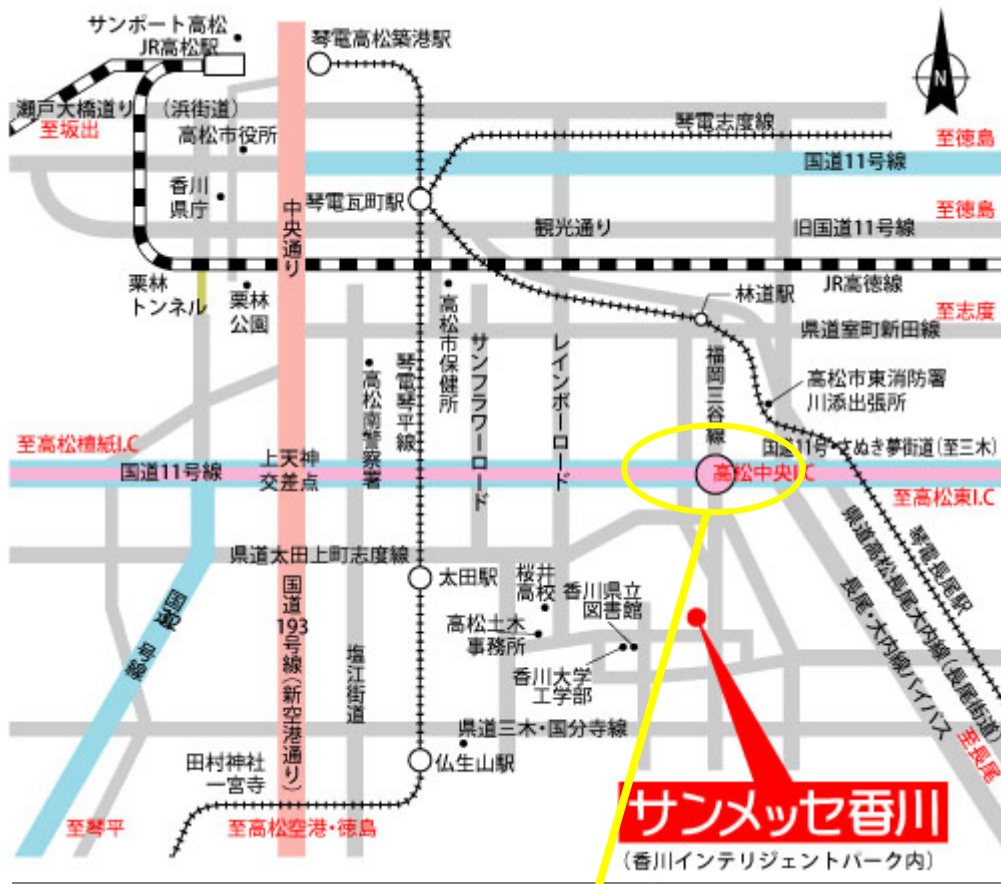 サンポート高松
JR高松駅
琴電高松築港駅
N
瀬戸大橋通り
(浜街道)
至坂出
高松市役所
琴電志度線
至徳島
国道11号線
香川
県庁
琴電瓦町駅
中央通り
観光通り
旧国道11号線
至徳島
JR高徳線
栗林
トンネル
栗林
公園
高松市保健所
林道駅
至志度
県道室町新田線
サンフラワーロード
レインボーロード
福岡三谷線
琴電琴平線
高松南警察署
高松市東消防署
川添出張所
至高松檀紙I.C
国道11号・さぬき夢街道(至三木)
国道11号線
上天神
交差点
高松中央I.C
至高松東I.C
県道太田上町志度線
太田駅
桜井
高校
香川県立
図書館
琴電長尾駅
県道高松長尾大内線(長尾街道)
長尾・大内線バイパス
国道
号線
国道193号線(新空港通り)
高松土木
事務所
塩江街道
香川大学
工学部
県道三木・国分寺線
至長尾
田村神社
一宮寺
仏生山駅
至琴平
至高松空港・徳島
サンメッセ香川
(香川インテリジェントパーク内)